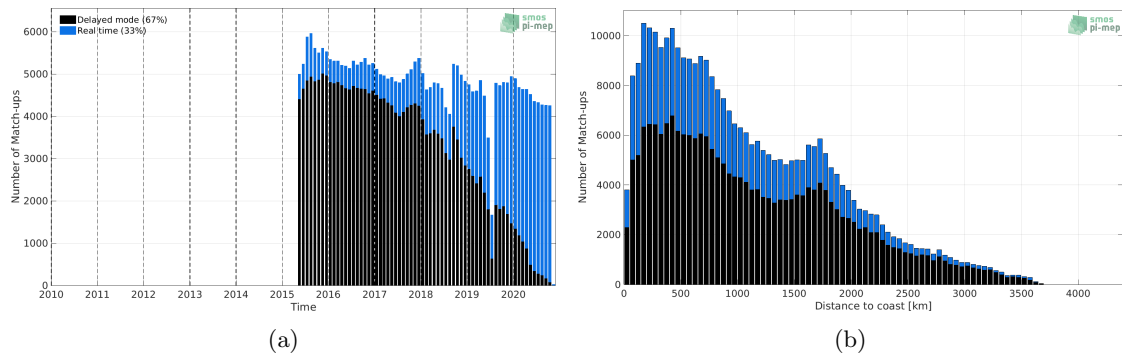 Delayed mode (67%)
Real time (33%)
smos
pi-mep
Number of Match-ups
6000
5000
4000
3000
2000
1000
0
2010 2011 2012 2013 2014 2015 2016 2017 2018 2019 2020
Time
(a)
smos
pi-mep
Number of Match-ups
10000
8000
6000
4000
2000
0
0 500 1000 1500 2000 2500 3000 3500 4000
Distance to coast [km]
(b)